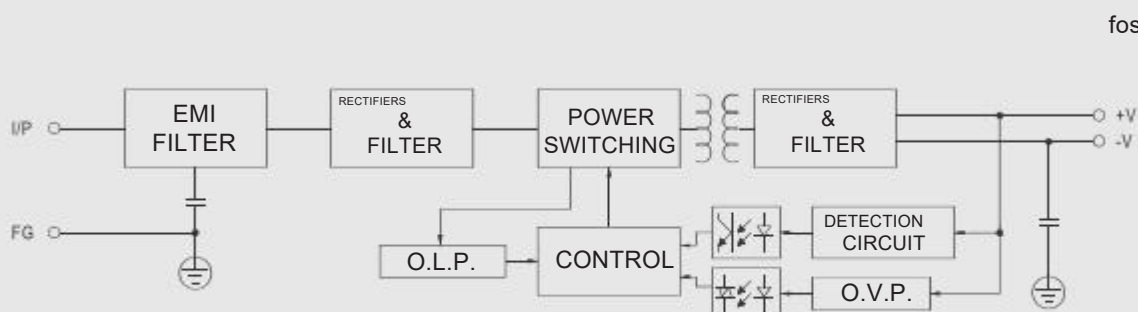 fos
EMI
FILTER
RECTIFIERS
&
FILTER
POWER
SWITCHING
RECTIFIERS
&
FILTER
I/P
+V
-V
FG
O.L.P.
CONTROL
DETECTION
CIRCUIT
O.V.P.